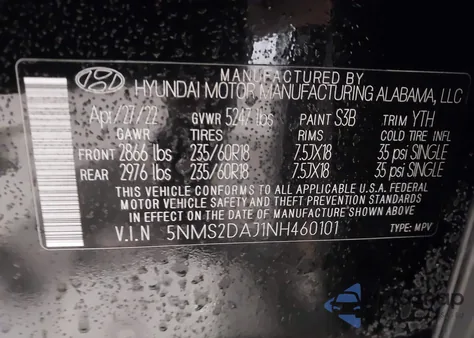 MANUFACTURED BY
HYUNDAI MOTOR MANUFACTURING ALABAMA, LLC
Apr/27/22 GVWR 5247 lbs PAINT S3B TRIM YTH
GAWR TIRES RIMS COLD TIRE INFL
FRONT 2866 lbs 235/60R18 7.5JX18 35 psi SINGLE
REAR 2976 lbs 235/60R18 7.5JX18 35 psi SINGLE
THIS VEHICLE CONFORMS TO ALL APPLICABLE U.S.A. FEDERAL
MOTOR VEHICLE SAFETY AND THEFT PREVENTION STANDARDS
IN EFFECT ON THE DATE OF MANUFACTURE SHOWN ABOVE.
V.I.N 5NMS2DAJ1NH460101 TYPE: MPV